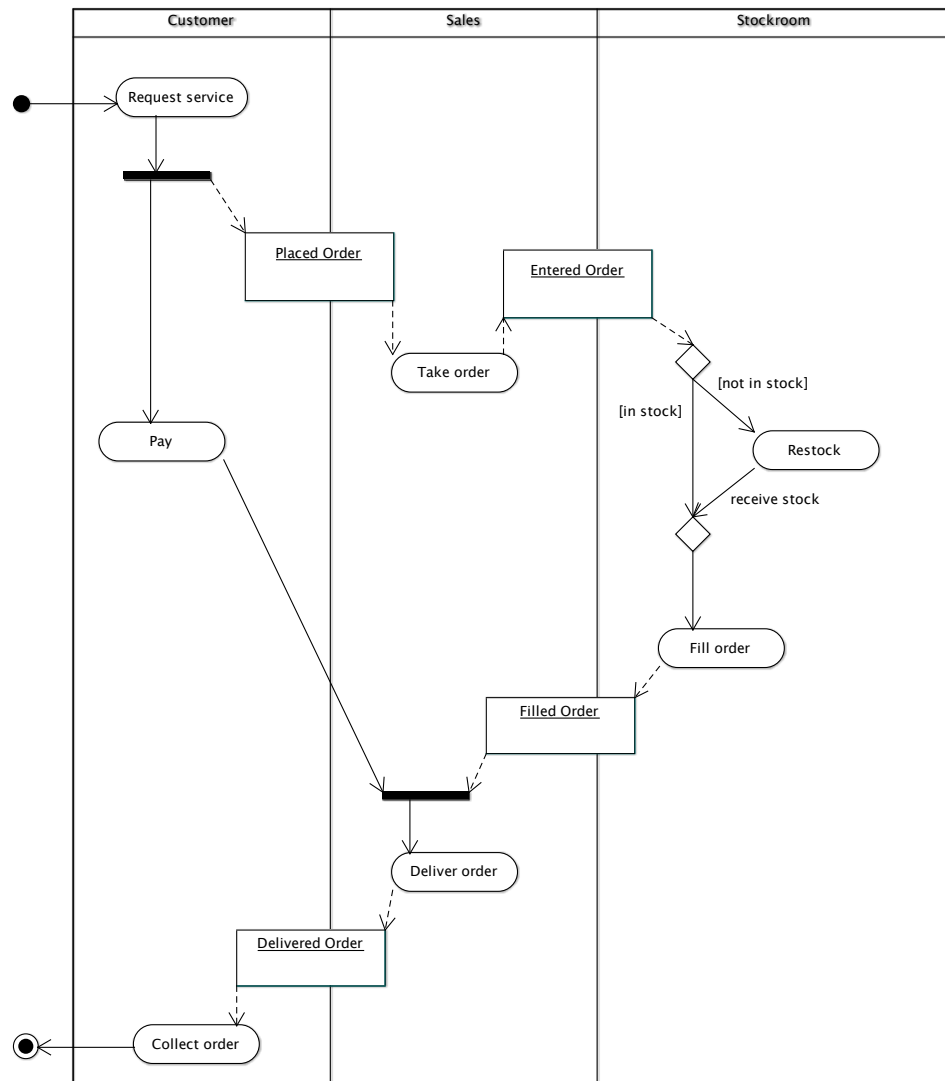 Customer
Sales
Stockroom
Request service
Placed Order
Entered Order
Take order
[not in stock]
[in stock]
Pay
Restock
receive stock
Fill order
Filled Order
Deliver order
Delivered Order
Collect order